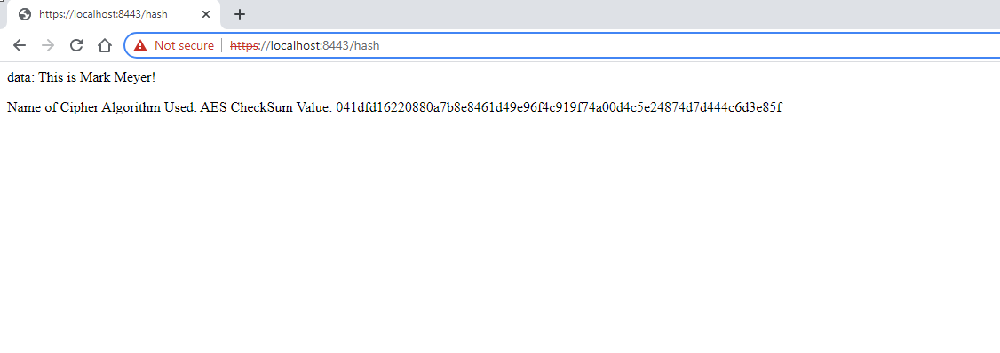 https://localhost:8443/hash
Not secure https://localhost:8443/hash
data: This is Mark Meyer!
Name of Cipher Algorithm Used: AES CheckSum Value: 041dfd16220880a7b8e8461d49e96f4c919f74a00d4c5e24874d7d444c6d3e85f